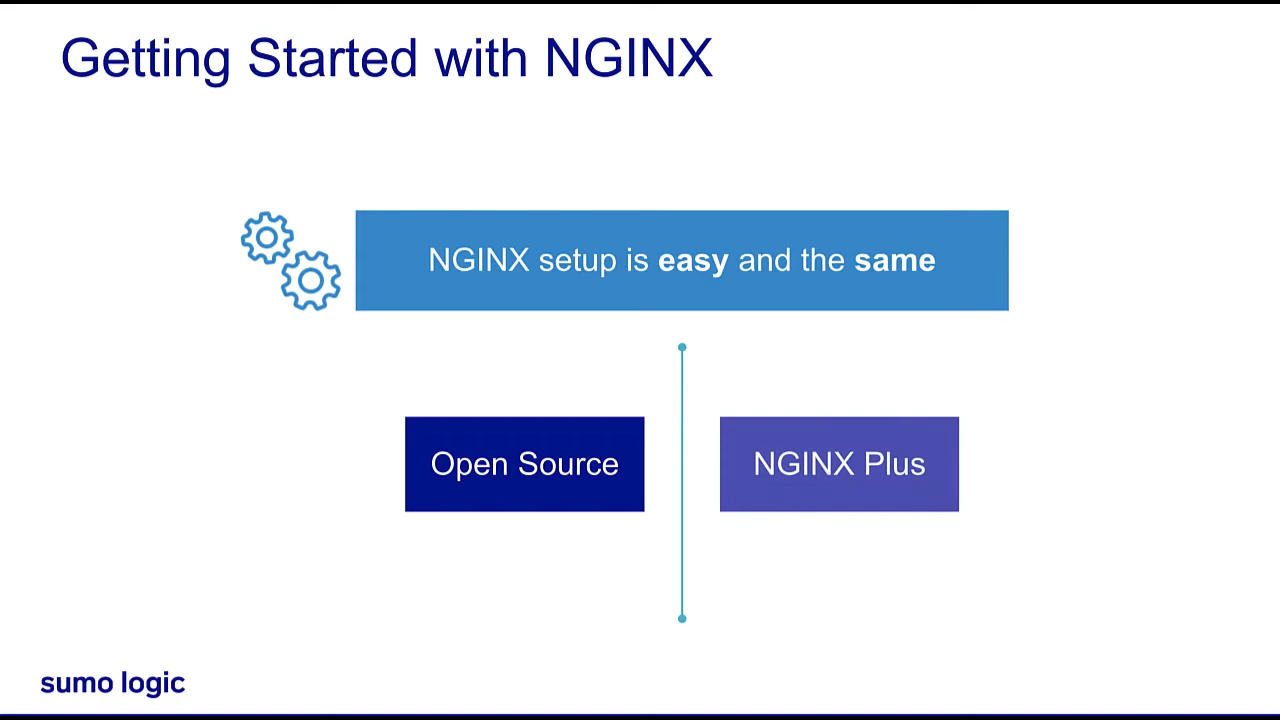 Getting Started with NGINX
NGINX setup is easy and the same
Open Source
NGINX Plus
sumo logic